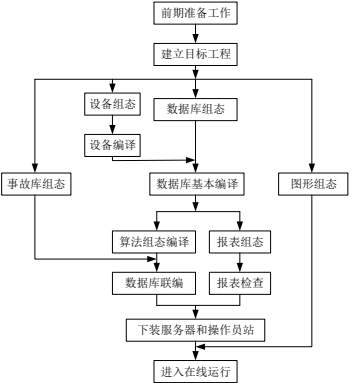 前期准备工作
建立目标工程
设备组态
数据库组态
设备编译
事故库组态
数据库基本编译
图形组态
算法组态编译
报表组态
数据库联编
报表检查
下装服务器和操作员站
进入在线运行